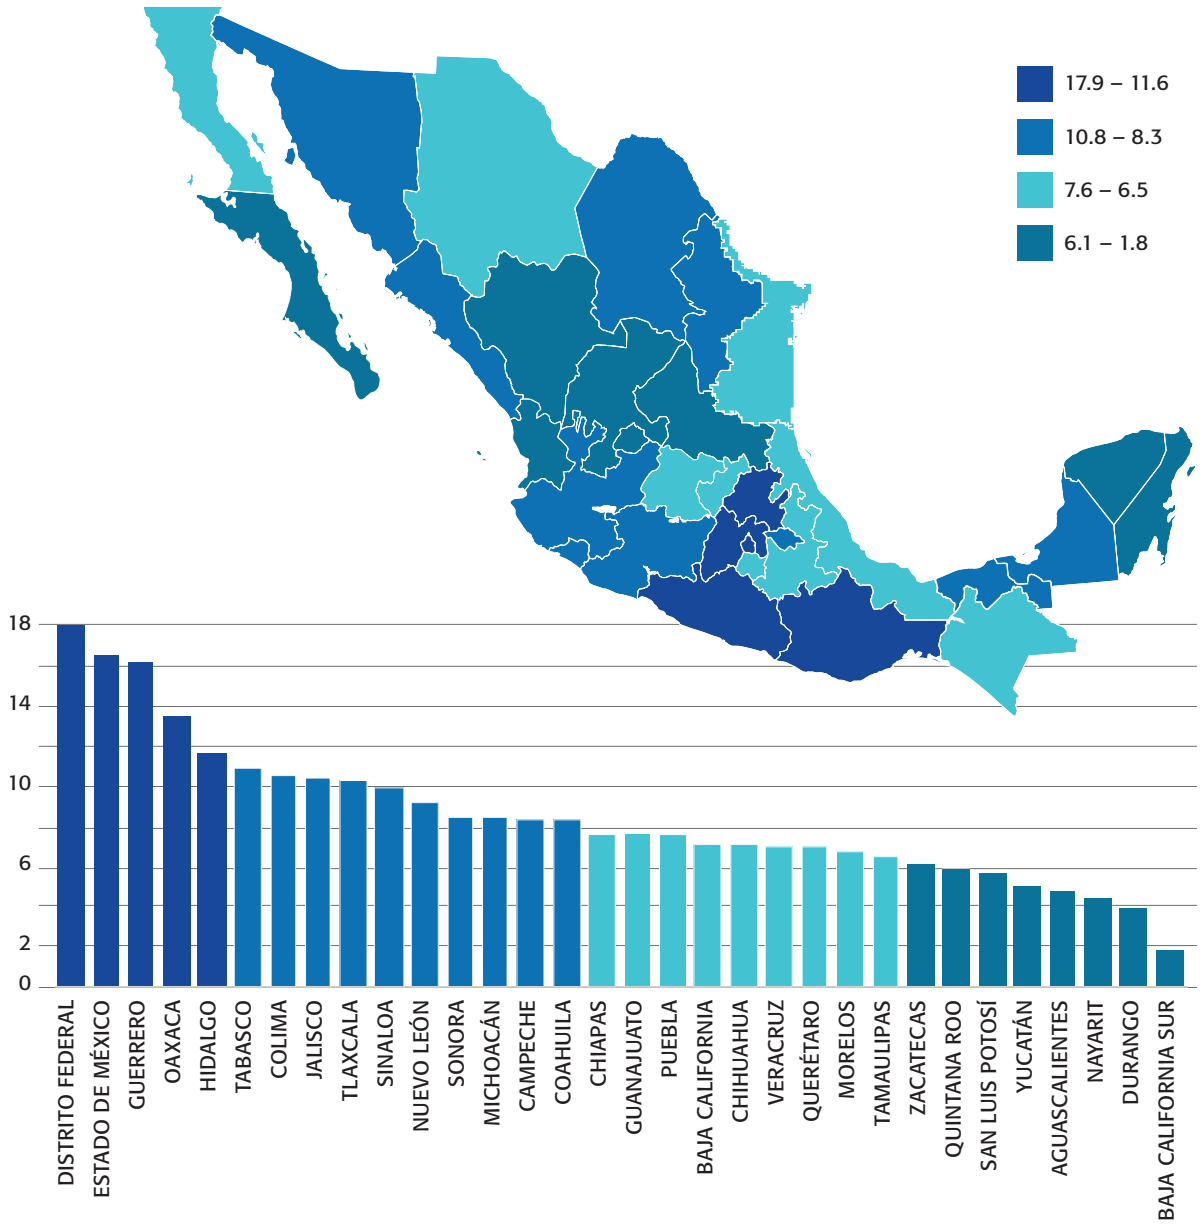 17.9 – 11.6
10.8 – 8.3
7.6 – 6.5
6.1 – 1.8
18
14
10
6
2
0
DISTRITO FEDERAL
ESTADO DE MÉXICO
GUERRERO
OAXACA
HIDALGO
TABASCO
COLIMA
JALISCO
TLAXCALA
SINALOA
NUEVO LEÓN
SONORA
MICHOACÁN
CAMPECHE
COAHUILA
CHIAPAS
GUANAJUATO
PUEBLA
BAJA CALIFORNIA
CHIHUAHUA
VERACRUZ
QUERÉTARO
MORELOS
TAMAULIPAS
ZACATECAS
QUINTANA ROO
SAN LUIS POTOSÍ
YUCATÁN
AGUASCALIENTES
NAYARIT
DURANGO
BAJA CALIFORNIA SUR